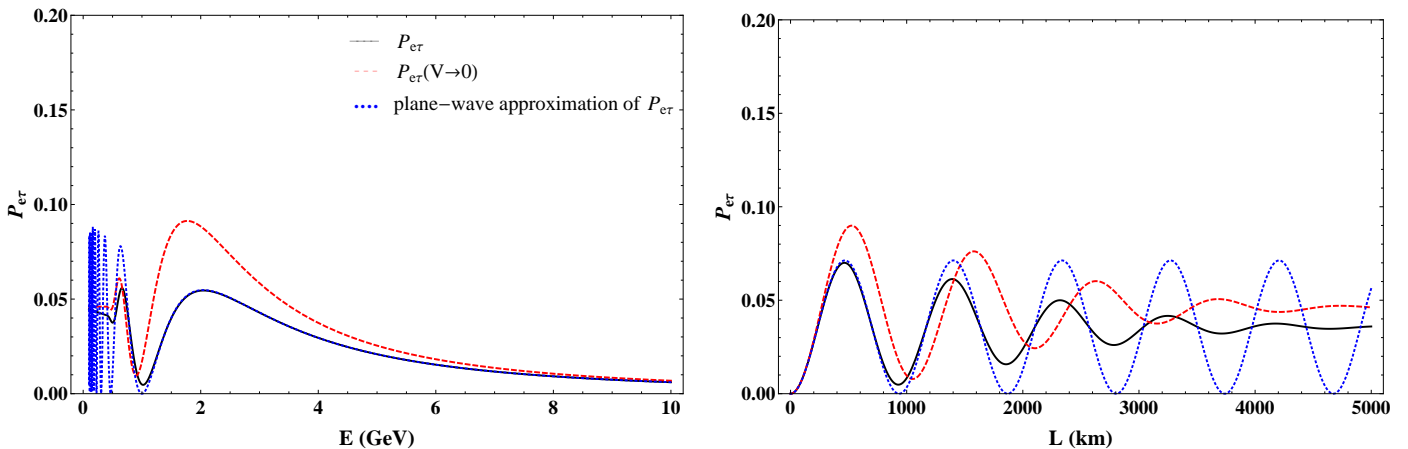 0.20
0.15
0.10
0.05
0.00
P_eτ
0 2 4 6 8 10
E (GeV)
P_eτ
P_eτ(V→0)
plane−wave approximation of P_eτ
0.20
0.15
0.10
0.05
0.00
P_eτ
0 1000 2000 3000 4000 5000
L (km)